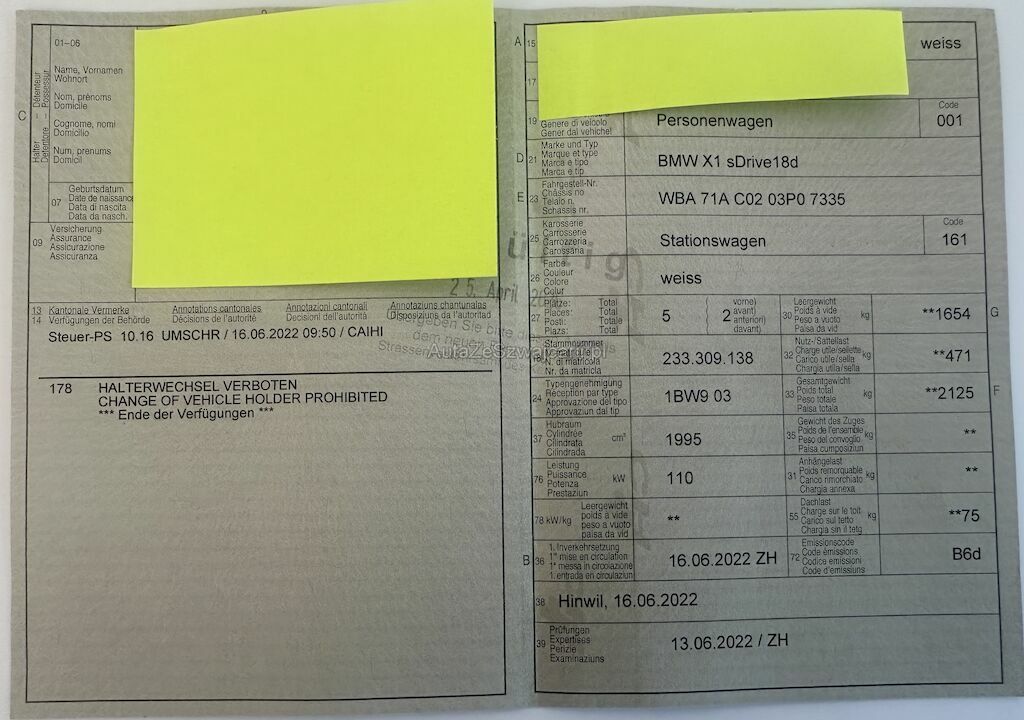 01–06
Name, Vornamen
Wohnort
Nom, prénoms
Domicile
Cognome, nomi
Domicilio
Num, prenums
Domicil
C
Détenteur
Possessur
Halter
Detentore
07
Geburtsdatum
Date de naissance
Data di nascita
Data da nasch.
09
Versicherung
Assurance
Assicurazione
Assicuranza
13 Kantonale Vermerke
14 Verfügungen der Behörde
Annotations cantonales
Décisions de l'autorité
Annotazioni cantonali
Decisioni dell'autorità
Annotaziuns chantunalas
Disposiziuns da l'autoritad
Steuer-PS 10.16 UMSCHR / 16.06.2022 09:50 / CAIHI
178 HALTERWECHSEL VERBOTEN
CHANGE OF VEHICLE HOLDER PROHIBITED
*** Ende der Verfügungen ***
25. April
AutaZeSzwajcarii.pl
A 15 weiss
17
19
Genere di veicolo
Gener dal vehichel
Personenwagen
Code
001
D 21
Marke und Typ
Marque et type
Marca e tipo
Marca e tip
BMW X1 sDrive18d
E 23
Fahrgestell-Nr.
Châssis no
Telaio n.
Schassis nr.
WBA 71A C02 03P0 7335
25
Karosserie
Carrosserie
Carrozzeria
Carossaria
Stationswagen
Code
161
26
Farbe
Couleur
Colore
Colur
weiss
27
Plätze: Total
Places: Total
Posti: Totale
Plazs: Total
5
2
vorne)
avant)
anteriori)
davant)
30
Leergewicht
Poids à vide
Peso a vuoto
Paisa da vid
kg
**1654
G
18
Stammnummer
N. di matricola
Nr. da matricla
233.309.138
32
Nutz-/Sattellast
Charge utile/sellette
Carico utile/sella
Chargia utila/sella
kg
**471
24
Typengenehmigung
Réception par type
Approvazione del tipo
Approvaziun dal tip
1BW9 03
33
Gesamtgewicht
Poids total
Peso totale
Paisa totala
kg
**2125
F
37
Hubraum
Cylindrée
Cilindrata
Cilindrada
cm³
1995
35
Gewicht des Zuges
Poids de l'ensemble
Peso del convoglio
Paisa cumposiziun
kg
**
76
Leistung
Puissance
Potenza
Prestaziun
kW
110
31
Anhängelast
Poids remorquable
Carico rimorchiato
Chargia annexa
kg
**
78 kW/kg
Leergewicht
poids à vide
peso a vuoto
paisa da vid
**
55
Dachlast
Charge sur le toit
Carico sul tetto
Chargia sin il tetg
kg
**75
B 36
1. Inverkehrsetzung
1re mise en circulation
1a messa in circolazione
1. entrada en circulaziun
16.06.2022 ZH
72
Emissionscode
Code émissions
Codice emissioni
Code d'emissiuns
B6d
38 Hinwil, 16.06.2022
39
Prüfungen
Expertises
Perizie
Examinaziuns
13.06.2022 / ZH